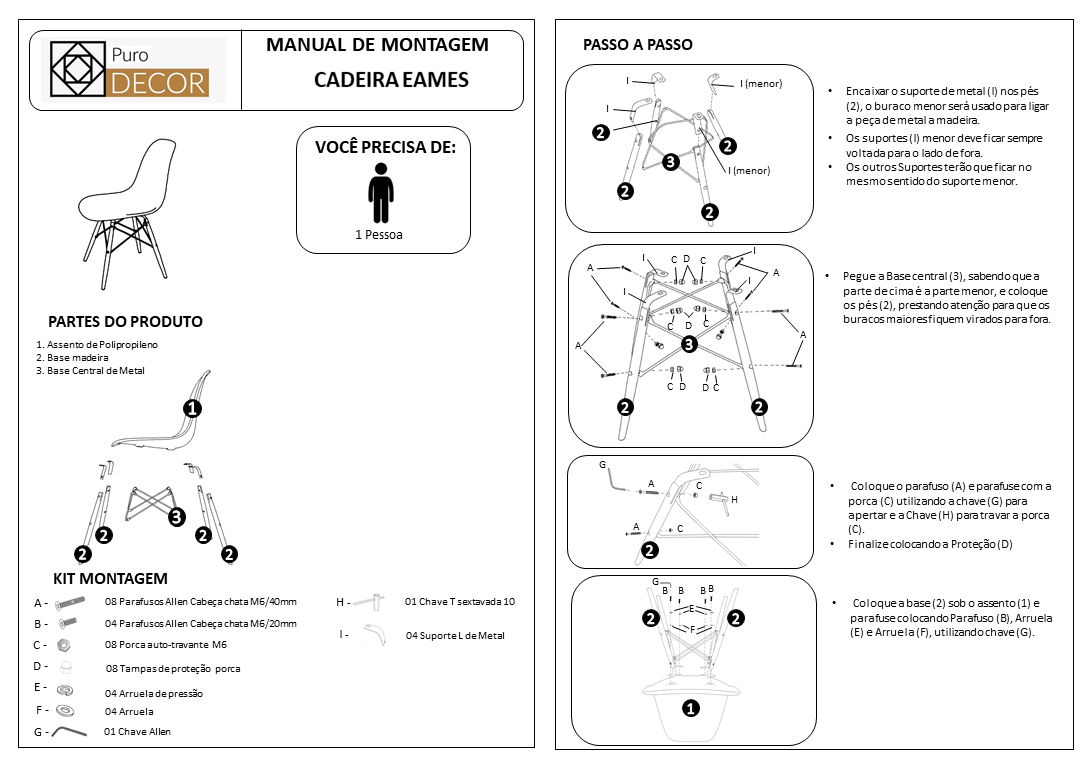 Puro
DECOR
MANUAL DE MONTAGEM
CADEIRA EAMES
VOCÊ PRECISA DE:
1 Pessoa
PARTES DO PRODUTO
1. Assento de Polipropileno
2. Base madeira
3. Base Central de Metal
1
3
2
2
2
2
KIT MONTAGEM
A - 08 Parafusos Allen Cabeça chata M6/40mm
B - 04 Parafusos Allen Cabeça chata M6/20mm
C - 08 Porca auto-travante M6
D - 08 Tampas de proteção porca
E - 04 Arruela de pressão
F - 04 Arruela
G - 01 Chave Allen
H - 01 Chave T sextavada 10
I - 04 Suporte L de Metal
PASSO A PASSO
I
I (menor)
I
2
2
3
I (menor)
2
2
• Encaixar o suporte de metal (I) nos pés
(2), o buraco menor será usado para ligar
a peça de metal a madeira.
• Os suportes (I) menor deve ficar sempre
voltada para o lado de fora.
• Os outros Suportes terão que ficar no
mesmo sentido do suporte menor.
I
C D C
I
A
I
I
A
C D C
A
3
A
C D
D C
2
2
• Pegue a Base central (3), sabendo que a
parte de cima é a parte menor, e coloque
os pés (2), prestando atenção para que os
buracos maiores fiquem virados para fora.
G
A
C
H
A
C
2
• Coloque o parafuso (A) e parafuse com a
porca (C) utilizando a chave (G) para
apertar e a Chave (H) para travar a porca
(C).
• Finalize colocando a Proteção (D)
G
B B B B
2
E
2
F
1
• Coloque a base (2) sob o assento (1) e
parafuse colocando Parafuso (B), Arruela
(E) e Arruela (F), utilizando chave (G).